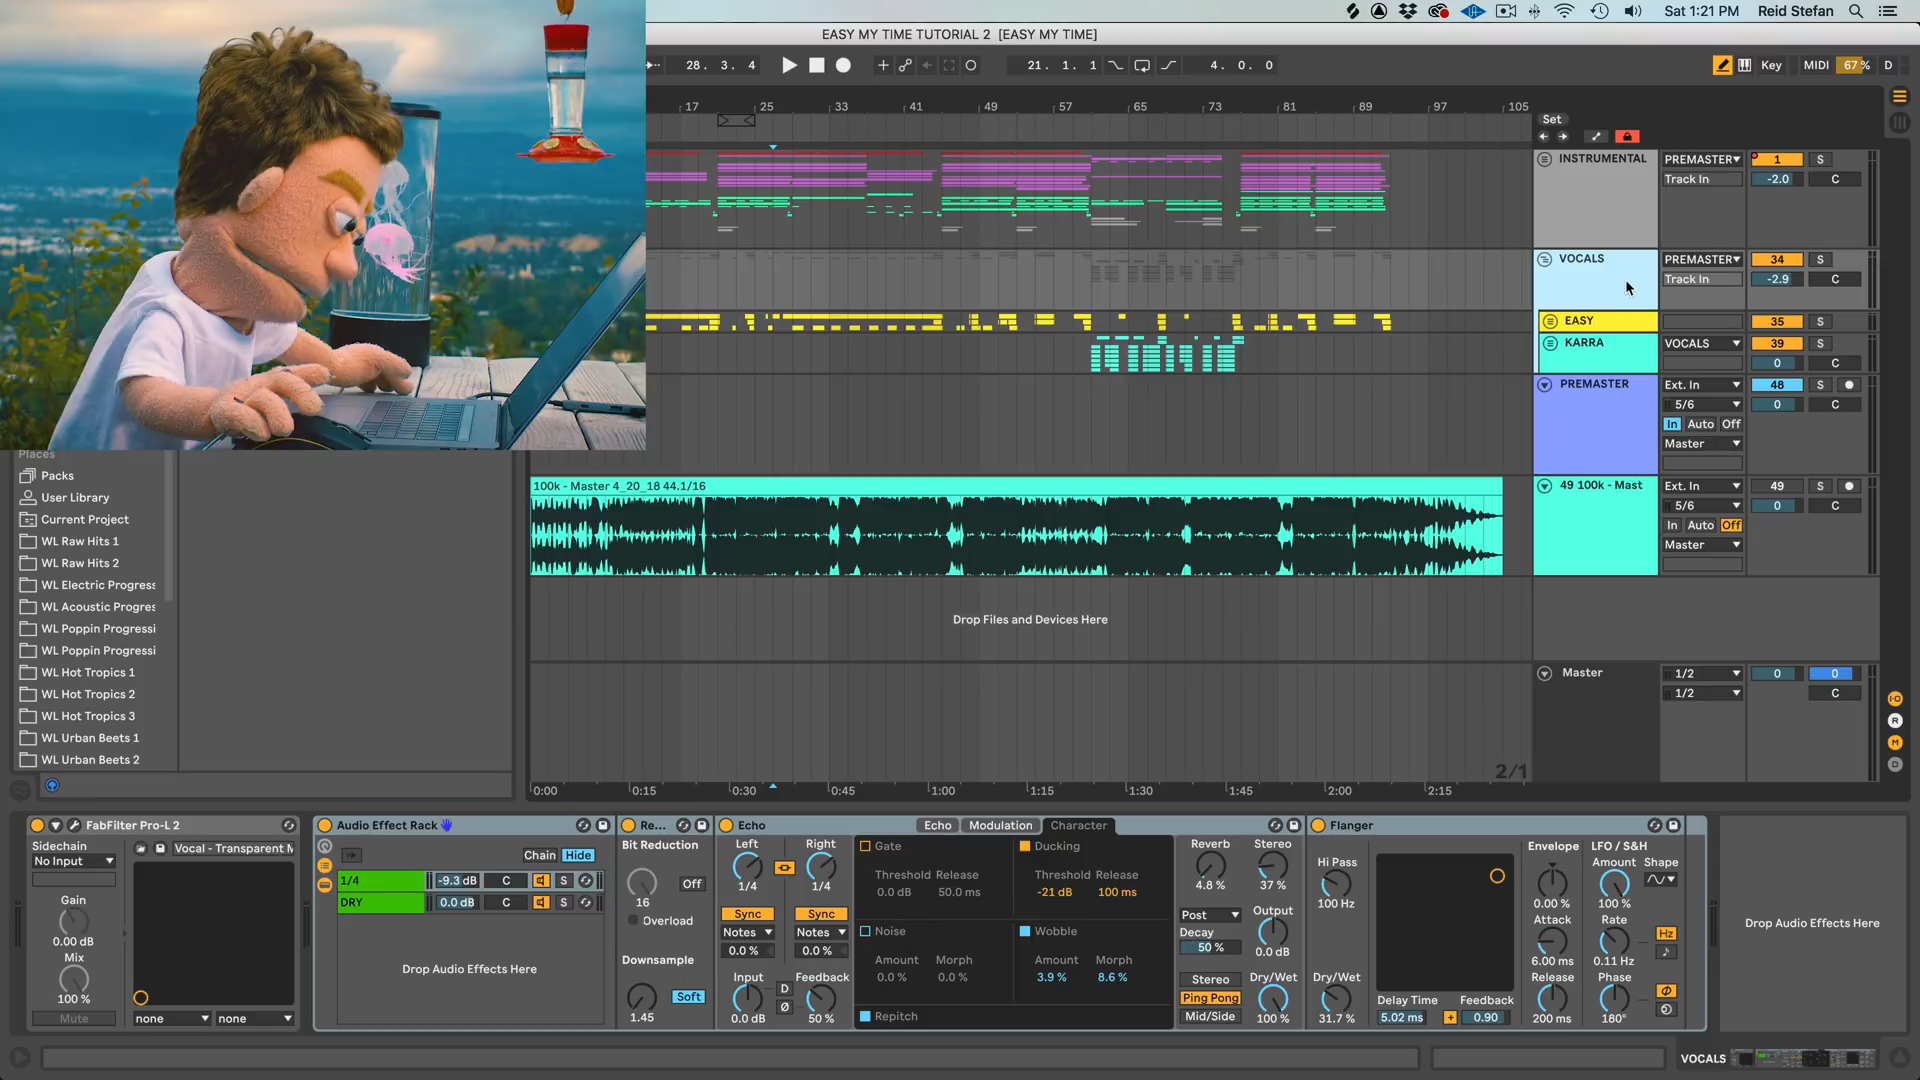 Sat 1:21 PM Reid Stefan
EASY MY TIME TUTORIAL 2 [EASY MY TIME]
28. 3. 4
21. 1. 1
4. 0. 0
Key MIDI 67 % D
17 25 33 41 49 57 65 73 81 89 97 105
Set
INSTRUMENTAL PREMASTER 1 S
Track In -2.0 C
VOCALS PREMASTER 34 S
Track In -2.9 C
EASY 35 S
KARRA VOCALS 39 S
0 C
PREMASTER Ext. In 48 S
5/6 0 C
In Auto Off
Master
100k - Master 4_20_18 44.1/16
49 100k - Mast Ext. In 49 S
5/6 0 C
In Auto Off
Master
Drop Files and Devices Here
Master 1/2 0 0
1/2 C
2/1
0:00 0:15 0:30 0:45 1:00 1:15 1:30 1:45 2:00 2:15
Places
Packs
User Library
Current Project
WL Raw Hits 1
WL Raw Hits 2
WL Electric Progress
WL Acoustic Progres
WL Poppin Progressi
WL Poppin Progressi
WL Hot Tropics 1
WL Hot Tropics 2
WL Hot Tropics 3
WL Urban Beets 1
WL Urban Beets 2
R
M
D
FabFilter Pro-L 2
Sidechain
No Input
Vocal - Transparent M
Gain
0.00 dB
Mix
100 %
Mute
none none
Audio Effect Rack
Chain Hide
1/4 -9.3 dB C S
DRY 0.0 dB C S
Drop Audio Effects Here
Re...
Bit Reduction
16
Off
Overload
Downsample
1.45
Soft
Echo
Echo Modulation Character
Left Right
1/4 1/4
Sync Sync
Notes Notes
0.0 % 0.0 %
Input Feedback
D
Ø
0.0 dB 50 %
Gate
Threshold Release
0.0 dB 50.0 ms
Ducking
Threshold Release
-21 dB 100 ms
Noise
Amount Morph
0.0 % 0.0 %
Wobble
Amount Morph
3.9 % 8.6 %
Repitch
Reverb Stereo
4.8 % 37 %
Post Output
Decay
50 % 0.0 dB
Stereo Dry/Wet
Ping Pong
Mid/Side 100 %
Flanger
Hi Pass
100 Hz
Dry/Wet
31.7 %
Delay Time Feedback
5.02 ms + 0.90
Envelope
0.00 %
Attack
6.00 ms
Release
200 ms
LFO / S&H
Amount Shape
100 %
Rate Hz
0.11 Hz
Phase
180°
Drop Audio Effects Here
VOCALS